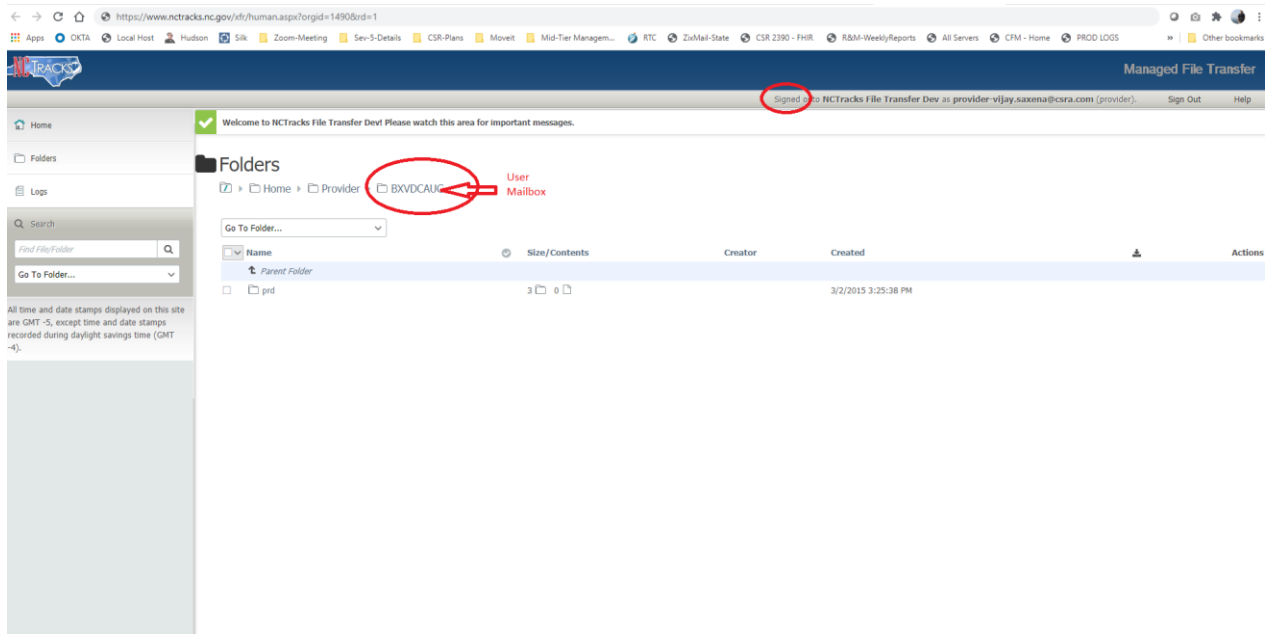 https://www.nctracks.nc.gov/xfr/human.aspx?orgid=1490&rd=1
Apps OKTA Local Host Hudson Silk Zoom-Meeting Sev-5-Details CSR-Plans Moveit Mid-Tier Managem... RTC ZixMail-State CSR 2390 - FHIR R&M-WeeklyReports All Servers CFM - Home PROD LOGS » Other bookmarks
NCTRACKS
Managed File Transfer
Signed onto NCTracks File Transfer Dev as provider-vijay.saxena@csra.com (provider). Sign Out Help
Home
Welcome to NCTracks File Transfer Dev! Please watch this area for important messages.
Folders
Logs
Search
Find File/Folder
Go To Folder...
All time and date stamps displayed on this site
are GMT -5, except time and date stamps
recorded during daylight savings time (GMT
-4).
Folders
Home Provider BXVDCAUG
User
Mailbox
Go To Folder...
Name Size/Contents Creator Created Actions
Parent Folder
prd 3 0 3/2/2015 3:25:38 PM